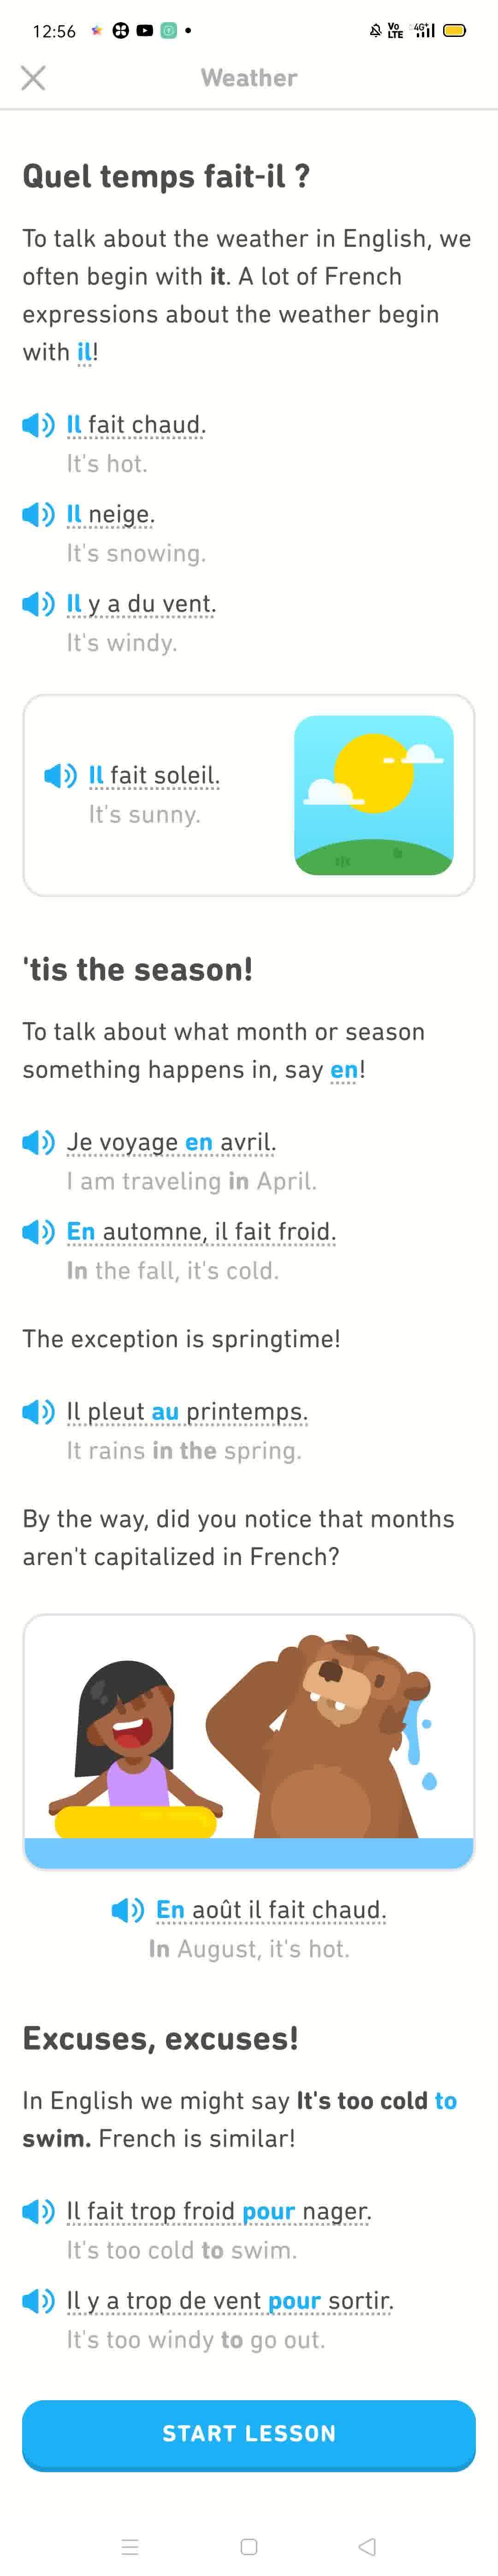 12:56
Vo LTE 4G+
Weather
Quel temps fait-il ?
To talk about the weather in English, we
often begin with it. A lot of French
expressions about the weather begin
with il!
Il fait chaud.
It's hot.
Il neige.
It's snowing.
Il y a du vent.
It's windy.
Il fait soleil.
It's sunny.
'tis the season!
To talk about what month or season
something happens in, say en!
Je voyage en avril.
I am traveling in April.
En automne, il fait froid.
In the fall, it's cold.
The exception is springtime!
Il pleut au printemps.
It rains in the spring.
By the way, did you notice that months
aren't capitalized in French?
En août il fait chaud.
In August, it's hot.
Excuses, excuses!
In English we might say It's too cold to
swim. French is similar!
Il fait trop froid pour nager.
It's too cold to swim.
Il y a trop de vent pour sortir.
It's too windy to go out.
START LESSON